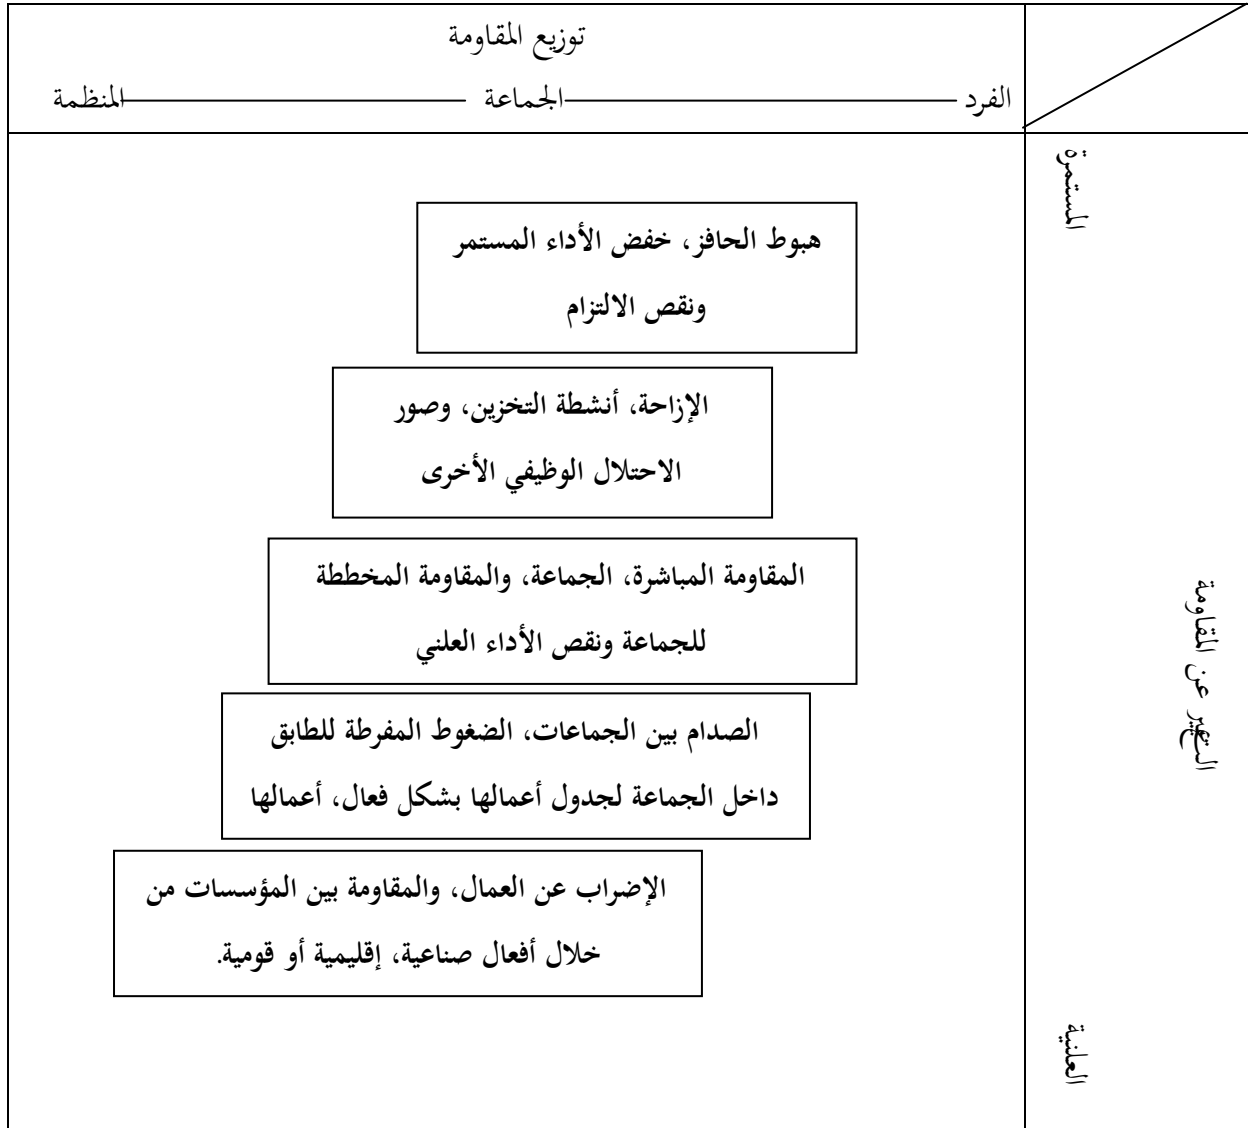 توزيع المقاومة
الفرد الجماعة المنظمة
المستمرة
هبوط الحافز، خفض الأداء المستمر
ونقص الالتزام
الإزاحة، أنشطة التخزين، وصور
الاحتلال الوظيفي الأخرى
المقاومة المباشرة، الجماعة، والمقاومة المخططة
للجماعة ونقص الأداء العلني
التعبير عن المقاومة
الصدام بين الجماعات، الضغوط المفرطة للطابق
داخل الجماعة لجدول أعمالها بشكل فعال، أعمالها
الإضراب عن العمال، والمقاومة بين المؤسسات من
خلال أفعال صناعية، إقليمية أو قومية.
العلنية